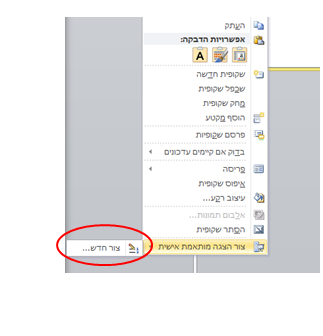 העתק
אפשרויות הדבקה:
שקופית חדשה
שכפל שקופית
מחק שקופית
הוסף מקטע
פרסם שקופיות
בדוק אם קיימים עדכונים
פריסה
איפוס שקופית
עיצוב רקע...
אלבום תמונות...
הסתר שקופית
צור הצגה מותאמת אישית
צור חדש...